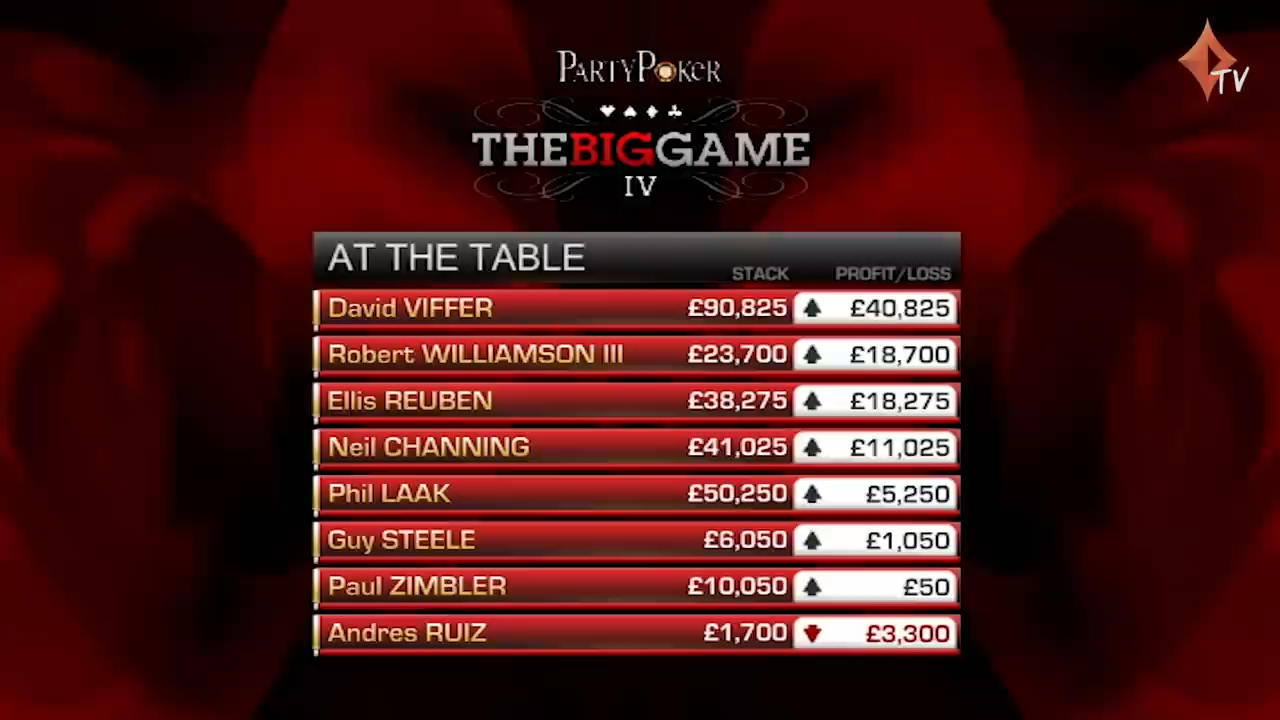 TV
PARTYPOKER
THEBIGGAME
IV
AT THE TABLE STACK PROFIT/LOSS
David VIFFER £90,825 £40,825
Robert WILLIAMSON III £23,700 £18,700
Ellis REUBEN £38,275 £18,275
Neil CHANNING £41,025 £11,025
Phil LAAK £50,250 £5,250
Guy STEELE £6,050 £1,050
Paul ZIMBLER £10,050 £50
Andres RUIZ £1,700 £3,300